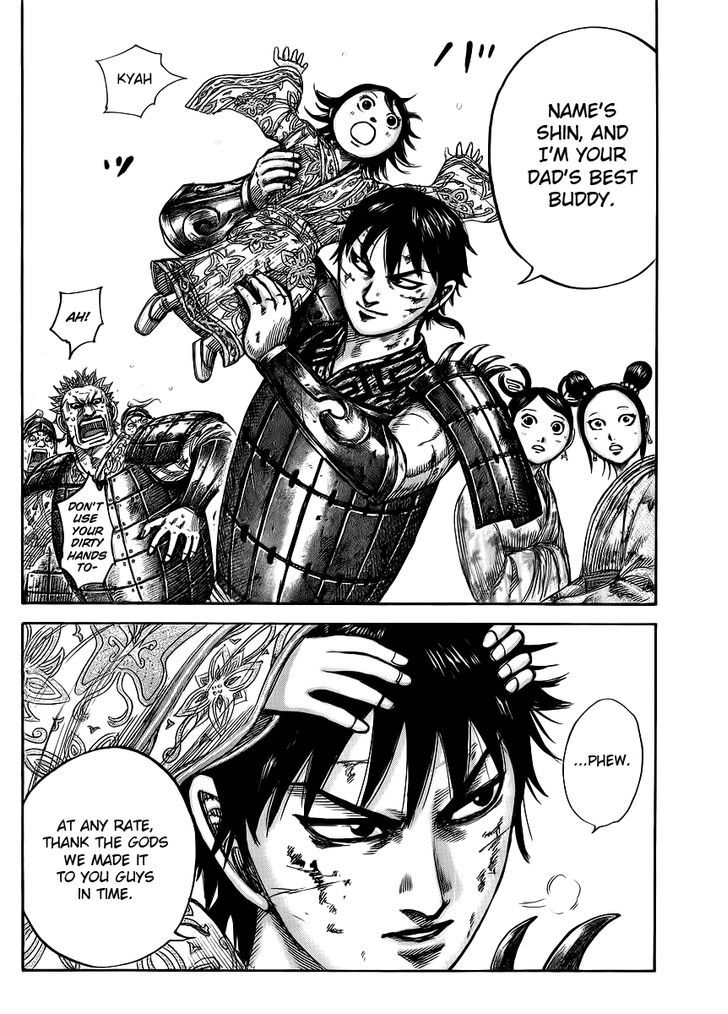 NAME'S
SHIN, AND
I'M YOUR
DAD'S BEST
BUDDY.
KYAH
AH!
DON'T
USE
YOUR
DIRTY
HANDS
TO-
...PHEW.
AT ANY RATE,
THANK THE GODS
WE MADE IT
TO YOU GUYS
IN TIME.